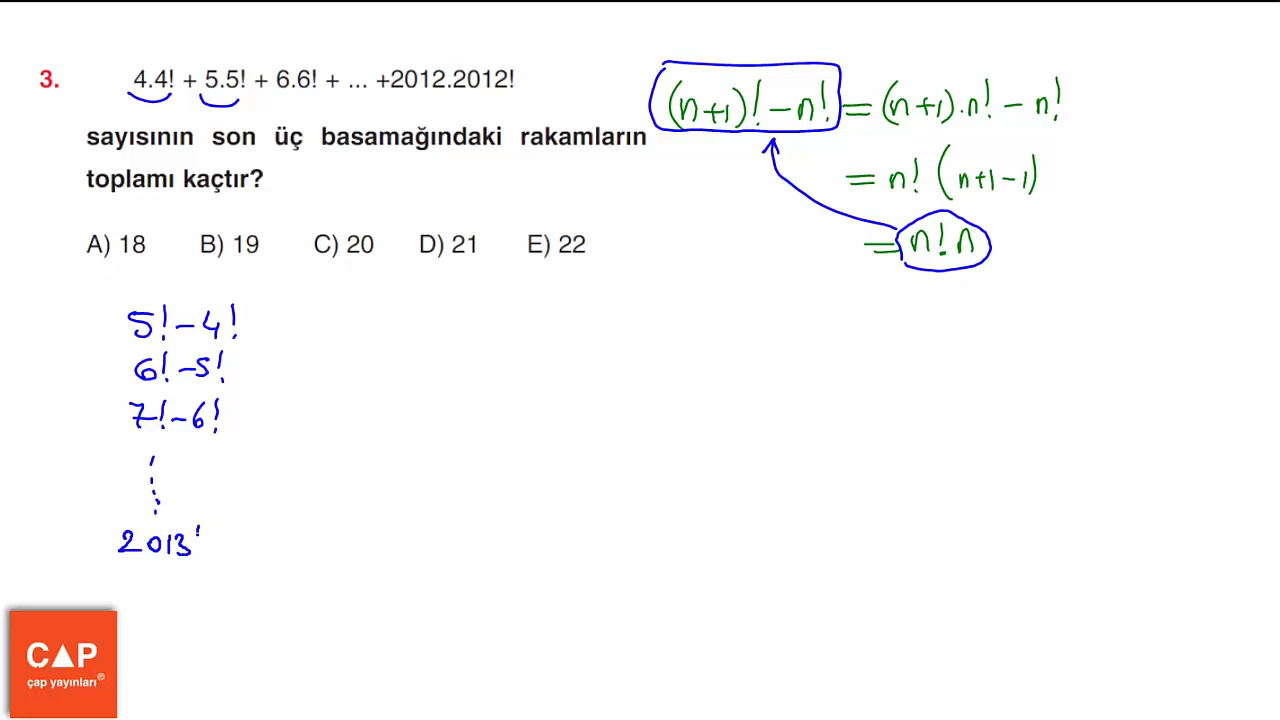 3. 4.4! + 5.5! + 6.6! + ... +2012.2012!
sayısının son üç basamağındaki rakamların
toplamı kaçtır?
A) 18 B) 19 C) 20 D) 21 E) 22
(n+1)! - n! = (n+1).n! - n!
= n! (n+1-1)
= n! n
5! - 4!
6! - 5!
7! - 6!
2013'
ÇAP
çap yayınları®